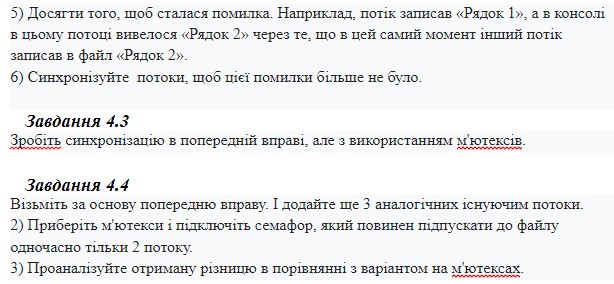 5) Досягти того, щоб сталася помилка. Наприклад, потік записав «Рядок 1», а в консолі
в цьому потоці вивелося «Рядок 2» через те, що в цей самий момент інший потік
записав в файл «Рядок 2».
6) Синхронізуйте потоки, щоб цієї помилки більше не було.
Завдання 4.3
Зробіть синхронізацію в попередній вправі, але з використанням м'ютексів.
Завдання 4.4
Візьміть за основу попередню вправу. І додайте ще 3 аналогічних існуючим потоки.
2) Приберіть м'ютекси і підключіть семафор, який повинен підпускати до файлу
одночасно тільки 2 потоку.
3) Проаналізуйте отриману різницю в порівнянні з варіантом на м'ютексах.